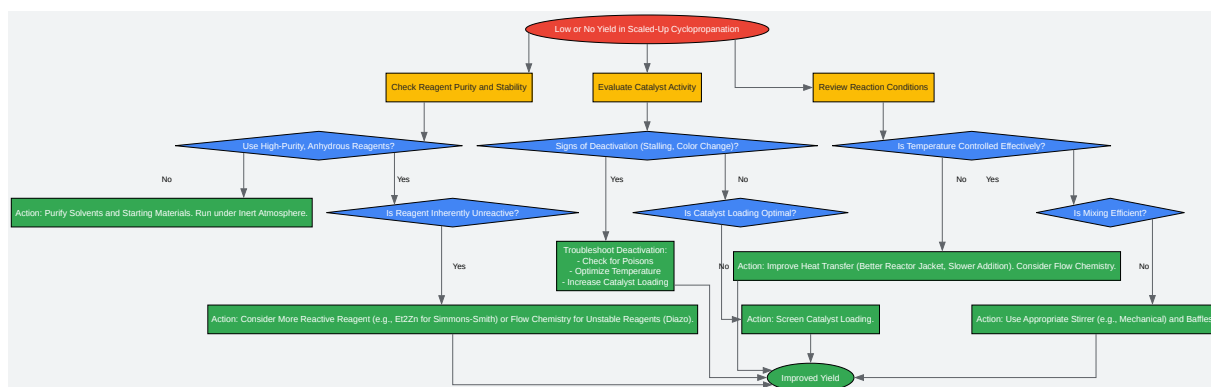 Low or No Yield in Scaled-Up Cyclopropanation
Check Reagent Purity and Stability
Evaluate Catalyst Activity
Review Reaction Conditions
Use High-Purity, Anhydrous Reagents?
Signs of Deactivation (Stalling, Color Change)?
Is Temperature Controlled Effectively?
No
Yes
Yes
No
No
Yes
Action: Purify Solvents and Starting Materials. Run under Inert Atmosphere.
Is Reagent Inherently Unreactive?
Is Catalyst Loading Optimal?
Is Mixing Efficient?
Troubleshoot Deactivation:
- Check for Poisons
- Optimize Temperature
- Increase Catalyst Loading
Yes
No
Action: Improve Heat Transfer (Better Reactor Jacket, Slower Addition). Consider Flow Chemistry.
No
Action: Consider More Reactive Reagent (e.g., Et2Zn for Simmons-Smith) or Flow Chemistry for Unstable Reagents (Diazo).
Action: Screen Catalyst Loading.
Action: Use Appropriate Stirrer (e.g., Mechanical) and Baffles
Improved Yield